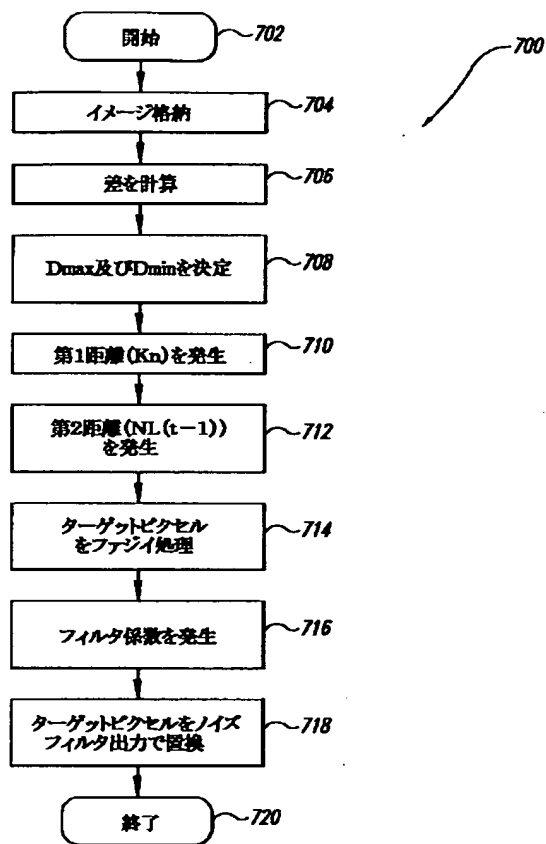 開始
702
700
イメージ格納
704
差を計算
706
Dmax及びDminを決定
708
第1距離(Kn)を発生
710
第2距離(NL(t-1))
を発生
712
ターゲットピクセル
をファジイ処理
714
フィルタ係数を発生
716
ターゲットピクセルをノイズ
フィルタ出力で置換
718
終了
720